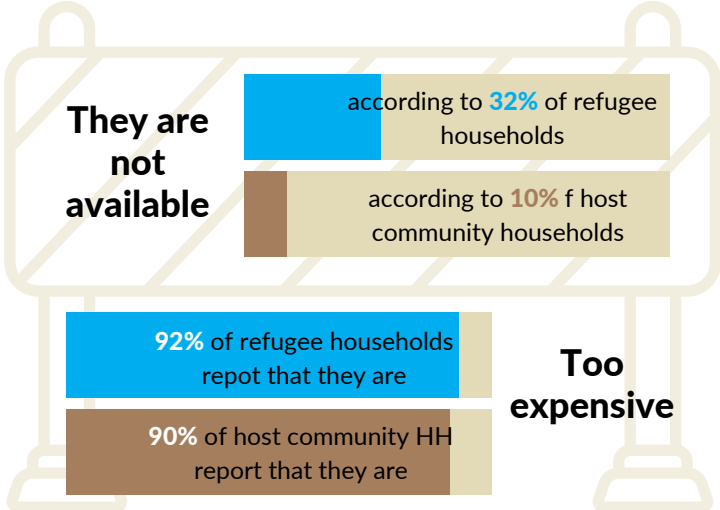 They are
not
available
according to 32% of refugee
households
according to 10% f host
community households
92% of refugee households
repot that they are
90% of host community HH
report that they are
Too
expensive